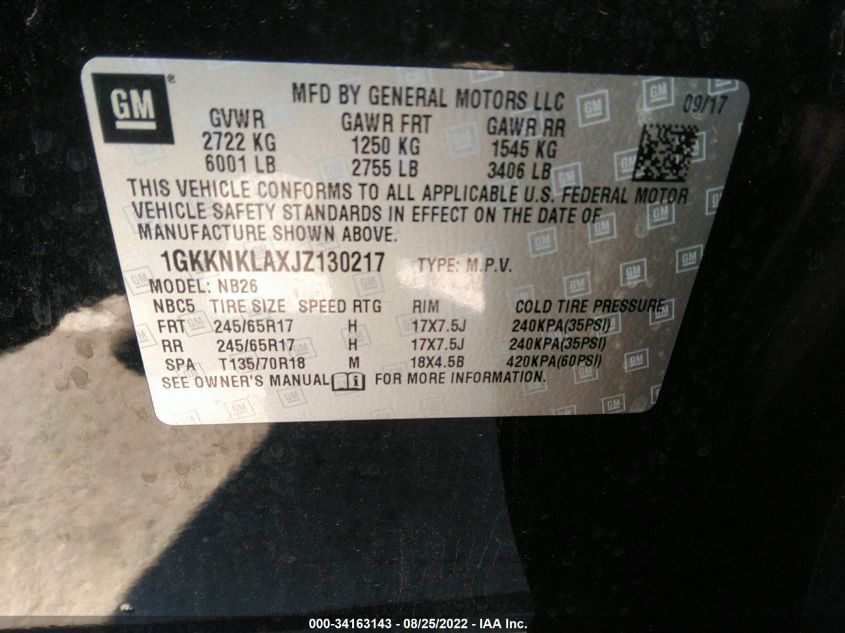 GM ®
MFD BY GENERAL MOTORS LLC 09/17
GVWR GAWR FRT GAWR RR
2722 KG 1250 KG 1545 KG
6001 LB 2755 LB 3406 LB
THIS VEHICLE CONFORMS TO ALL APPLICABLE U.S. FEDERAL MOTOR
VEHICLE SAFETY STANDARDS IN EFFECT ON THE DATE OF
MANUFACTURE SHOWN ABOVE.
1GKKNKLAXJZ130217 TYPE: M.P.V.
MODEL: NB26
NBC5 TIRE SIZE SPEED RTG RIM COLD TIRE PRESSURE
FRT 245/65R17 H 17X7.5J 240KPA(35PSI)
RR 245/65R17 H 17X7.5J 240KPA(35PSI)
SPA T135/70R18 M 18X4.5B 420KPA(60PSI)
SEE OWNER'S MANUAL FOR MORE INFORMATION.
000-34163143 - 08/25/2022 - IAA Inc.